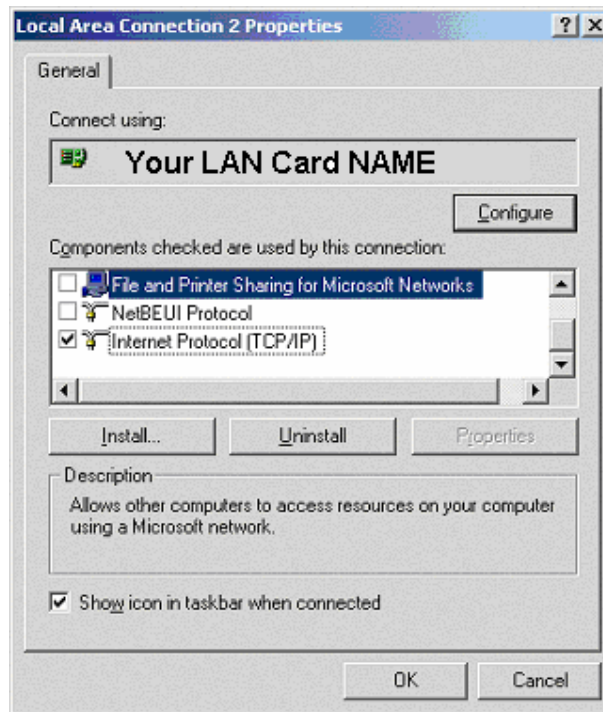 Local Area Connection 2 Properties
General
Connect using:
Your LAN Card NAME
Configure
Components checked are used by this connection:
File and Printer Sharing for Microsoft Networks
NetBEUI Protocol
Internet Protocol (TCP/IP)
Install...
Uninstall
Properties
Description
Allows other computers to access resources on your computer
using a Microsoft network.
Show icon in taskbar when connected
OK
Cancel